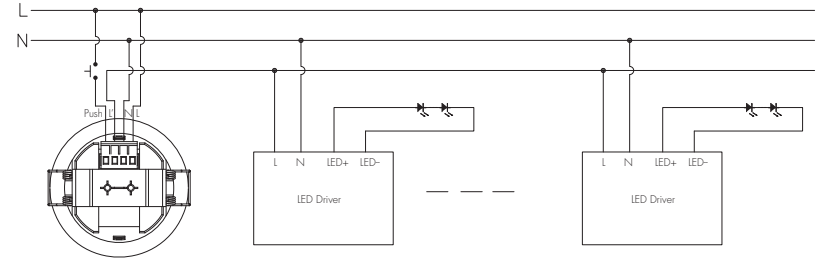 L
N
Push L' N L
L N LED+ LED– L N LED+ LED–
LED Driver LED Driver